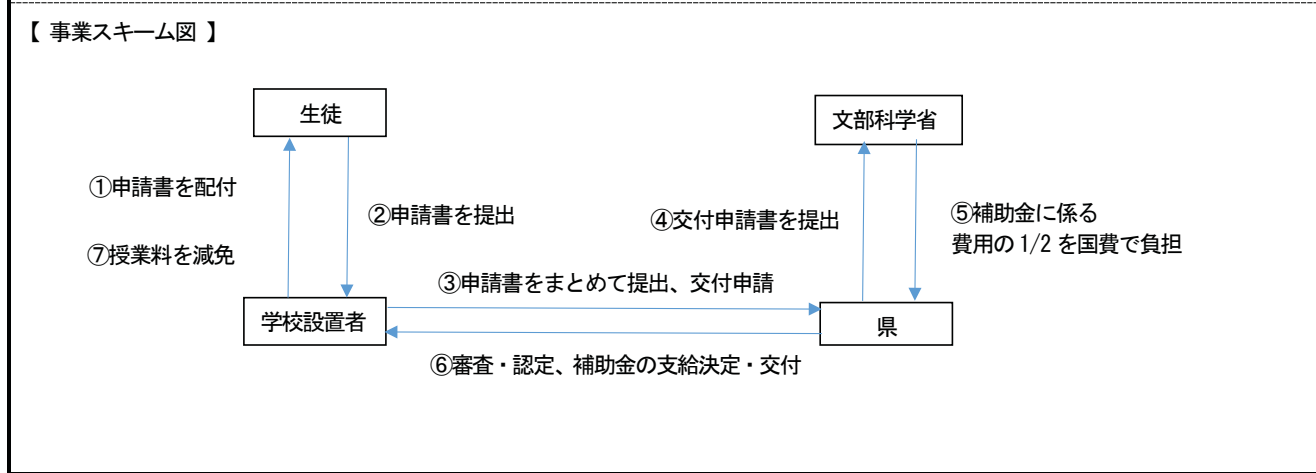 【 事業スキーム図 】
生徒
文部科学省
①申請書を配付
②申請書を提出
④交付申請書を提出
⑤補助金に係る
費用の 1/2 を国費で負担
⑦授業料を減免
③申請書をまとめて提出、交付申請
学校設置者
県
⑥審査・認定、補助金の支給決定・交付